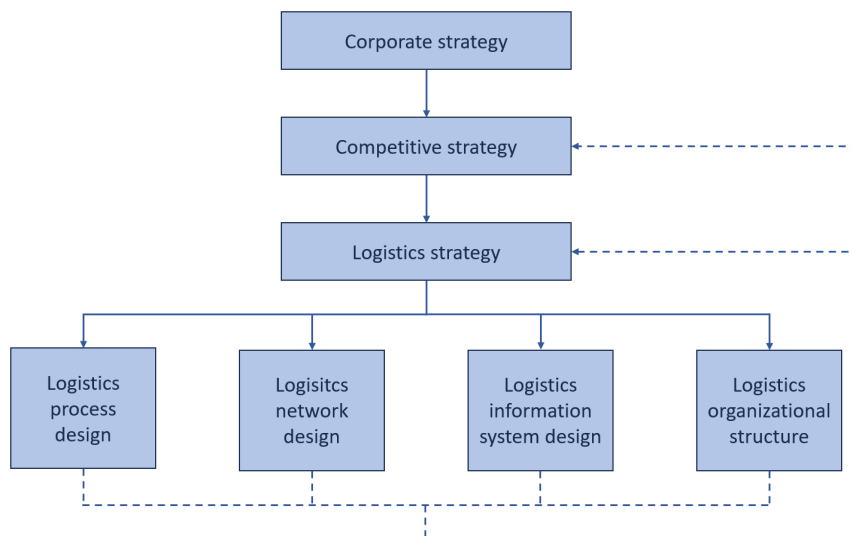 Corporate strategy
Competitive strategy
Logistics strategy
Logistics
process
design
Logisitcs
network
design
Logistics
information
system design
Logistics
organizational
structure